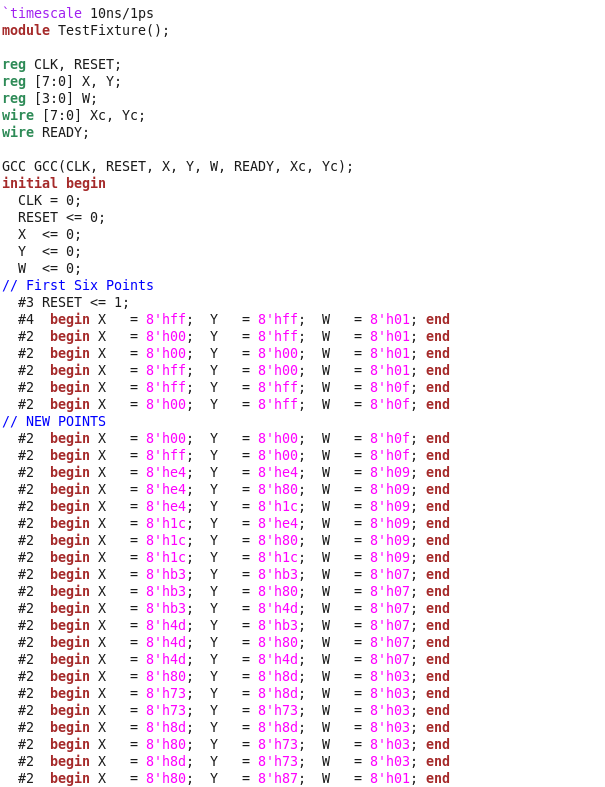 `timescale 10ns/1ps
module TestFixture();

reg CLK, RESET;
reg [7:0] X, Y;
reg [3:0] W;
wire [7:0] Xc, Yc;
wire READY;

GCC GCC(CLK, RESET, X, Y, W, READY, Xc, Yc);
initial begin
  CLK = 0;
  RESET <= 0;
  X  <= 0;
  Y  <= 0;
  W  <= 0;
// First Six Points
  #3 RESET <= 1;
  #4  begin X   = 8'hff;  Y   = 8'hff;  W   = 8'h01; end
  #2  begin X   = 8'h00;  Y   = 8'hff;  W   = 8'h01; end
  #2  begin X   = 8'h00;  Y   = 8'h00;  W   = 8'h01; end
  #2  begin X   = 8'hff;  Y   = 8'h00;  W   = 8'h01; end
  #2  begin X   = 8'hff;  Y   = 8'hff;  W   = 8'h0f; end
  #2  begin X   = 8'h00;  Y   = 8'hff;  W   = 8'h0f; end
// NEW POINTS
  #2  begin X   = 8'h00;  Y   = 8'h00;  W   = 8'h0f; end
  #2  begin X   = 8'hff;  Y   = 8'h00;  W   = 8'h0f; end
  #2  begin X   = 8'he4;  Y   = 8'he4;  W   = 8'h09; end
  #2  begin X   = 8'he4;  Y   = 8'h80;  W   = 8'h09; end
  #2  begin X   = 8'he4;  Y   = 8'h1c;  W   = 8'h09; end
  #2  begin X   = 8'h1c;  Y   = 8'he4;  W   = 8'h09; end
  #2  begin X   = 8'h1c;  Y   = 8'h80;  W   = 8'h09; end
  #2  begin X   = 8'h1c;  Y   = 8'h1c;  W   = 8'h09; end
  #2  begin X   = 8'hb3;  Y   = 8'hb3;  W   = 8'h07; end
  #2  begin X   = 8'hb3;  Y   = 8'h80;  W   = 8'h07; end
  #2  begin X   = 8'hb3;  Y   = 8'h4d;  W   = 8'h07; end
  #2  begin X   = 8'h4d;  Y   = 8'hb3;  W   = 8'h07; end
  #2  begin X   = 8'h4d;  Y   = 8'h80;  W   = 8'h07; end
  #2  begin X   = 8'h4d;  Y   = 8'h4d;  W   = 8'h07; end
  #2  begin X   = 8'h80;  Y   = 8'h8d;  W   = 8'h03; end
  #2  begin X   = 8'h73;  Y   = 8'h8d;  W   = 8'h03; end
  #2  begin X   = 8'h73;  Y   = 8'h73;  W   = 8'h03; end
  #2  begin X   = 8'h8d;  Y   = 8'h8d;  W   = 8'h03; end
  #2  begin X   = 8'h80;  Y   = 8'h73;  W   = 8'h03; end
  #2  begin X   = 8'h8d;  Y   = 8'h73;  W   = 8'h03; end
  #2  begin X   = 8'h80;  Y   = 8'h87;  W   = 8'h01; end